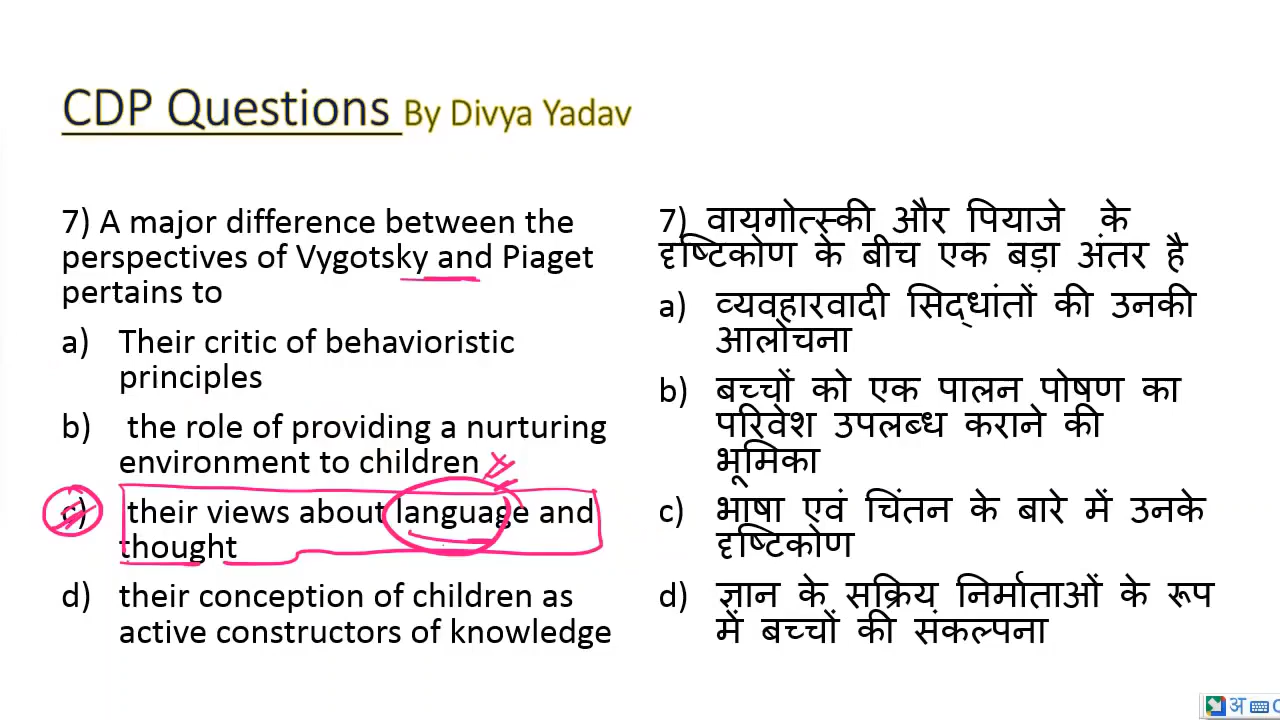 CDP Questions By Divya Yadav
7) A major difference between the
perspectives of Vygotsky and Piaget
pertains to
a) Their critic of behavioristic
principles
b) the role of providing a nurturing
environment to children
c) their views about language and
thought
d) their conception of children as
active constructors of knowledge
7) वायगोत्स्की और पियाजे के
दृष्टिकोण के बीच एक बड़ा अंतर है
a) व्यवहारवादी सिद्धांतों की उनकी
आलोचना
b) बच्चों को एक पालन पोषण का
परिवेश उपलब्ध कराने की
भूमिका
c) भाषा एवं चिंतन के बारे में उनके
दृष्टिकोण
d) ज्ञान के सक्रिय निर्माताओं के रूप
में बच्चों की संकल्पना
अ